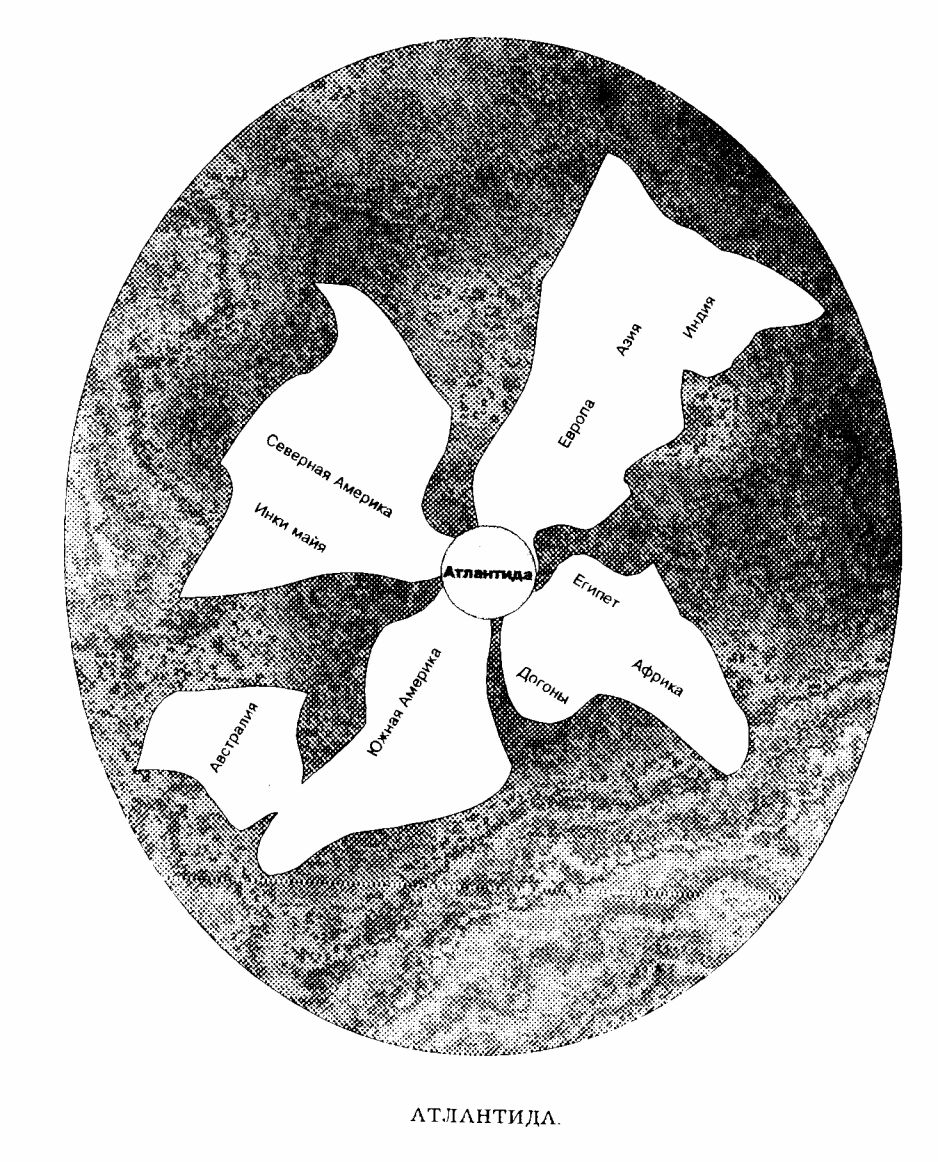 Индия
Азия
Европа
Северная Америка
Инки майя
Атлантида
Египет
Догоны
Африка
Южная Америка
Австралия
АТЛАНТИДА.